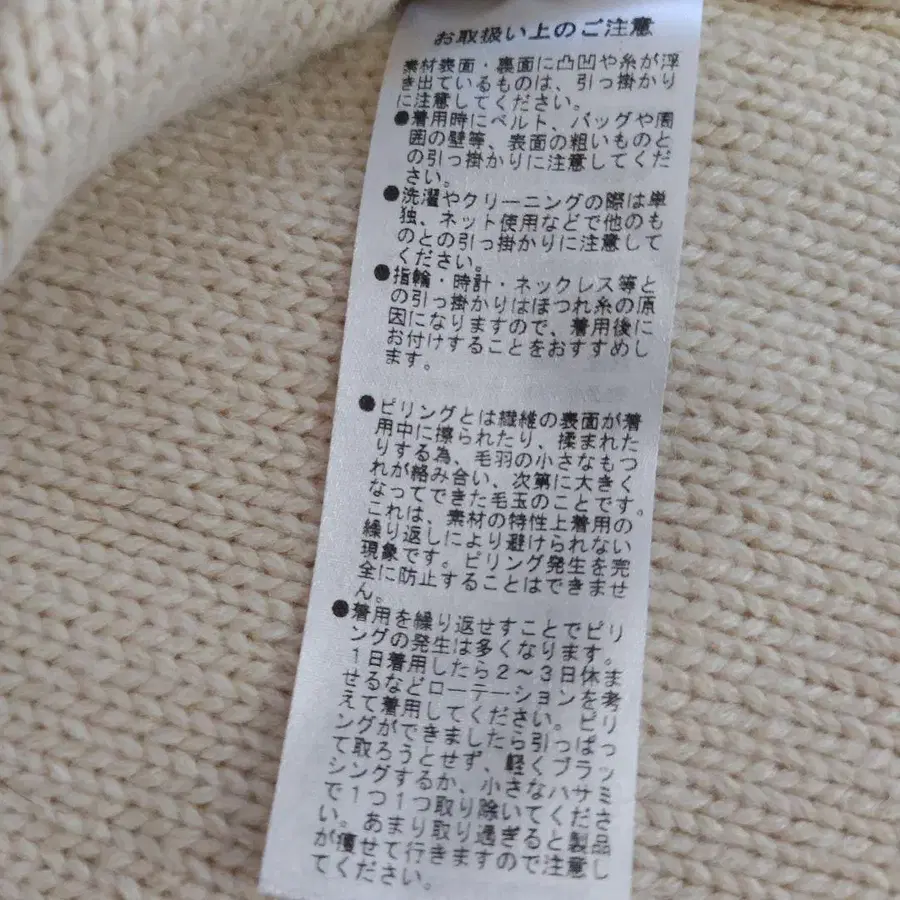 お取扱い上のご注意
素材表面・裏面に凸凹や糸が浮
き出ているものは、引っ掛かり
に注意してください。
●着用時にベルト、バッグや周
囲の壁等、表面の粗いものと
の引っ掛かりに注意してくだ
さい。
●洗濯やクリーニングの際は単
独、ネット使用などで他のも
のとの引っ掛かりに注意して
ください。
●指輪・時計・ネックレス等と
の引っ掛かりはほつれ糸の原
因になりますので、着用後に
お付けすることをおすすめし
ます。
●ピリングとは繊維の表面が着
用中に擦られたり、揉まれた
りする為、毛羽の小さなもつ
れが絡み合い、次第に大きく
なってできた毛玉のことです。
これは、素材の特性上着用の
繰り返しにより避けられない
現象です。ピリング発生を完
全に防止することはできませ
ん。
●着用を繰り返せすことでピリ
ングの発生は多くなります。
1日着用したら2〜3日休ま
せるなどローテーションを考
えて着用してください。ピリ
ングができましたら引っぱっ
て取ろうとせず、軽くブラッ
シングするか、小さなハサミ
で1つ1つ取り除いてくださ
い。あまり取り過ぎると製品
が痩せて行きますので注意し
てください。